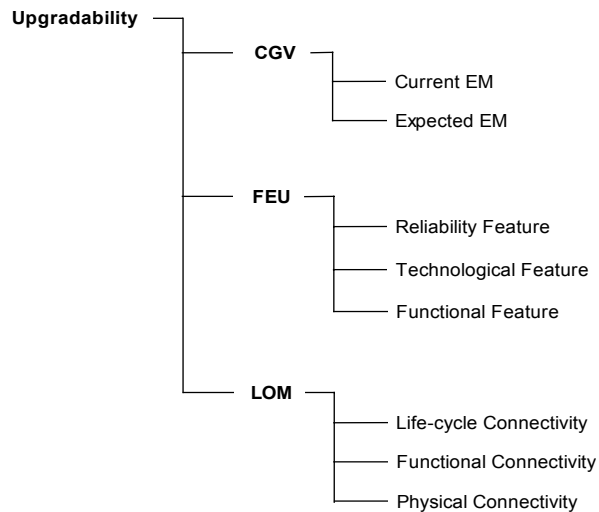 Upgradability
CGV
Current EM
Expected EM
FEU
Reliability Feature
Technological Feature
Functional Feature
LOM
Life-cycle Connectivity
Functional Connectivity
Physical Connectivity